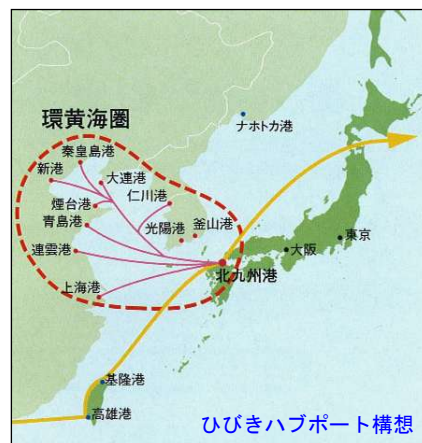 環黄海圏
秦皇島港
新港
大連港
ナホトカ港
仁川港
煙台港
光陽港
釜山港
青島港
連雲港
東京
大阪
北九州港
上海港
基隆港
高雄港
ひびきハブポート構想